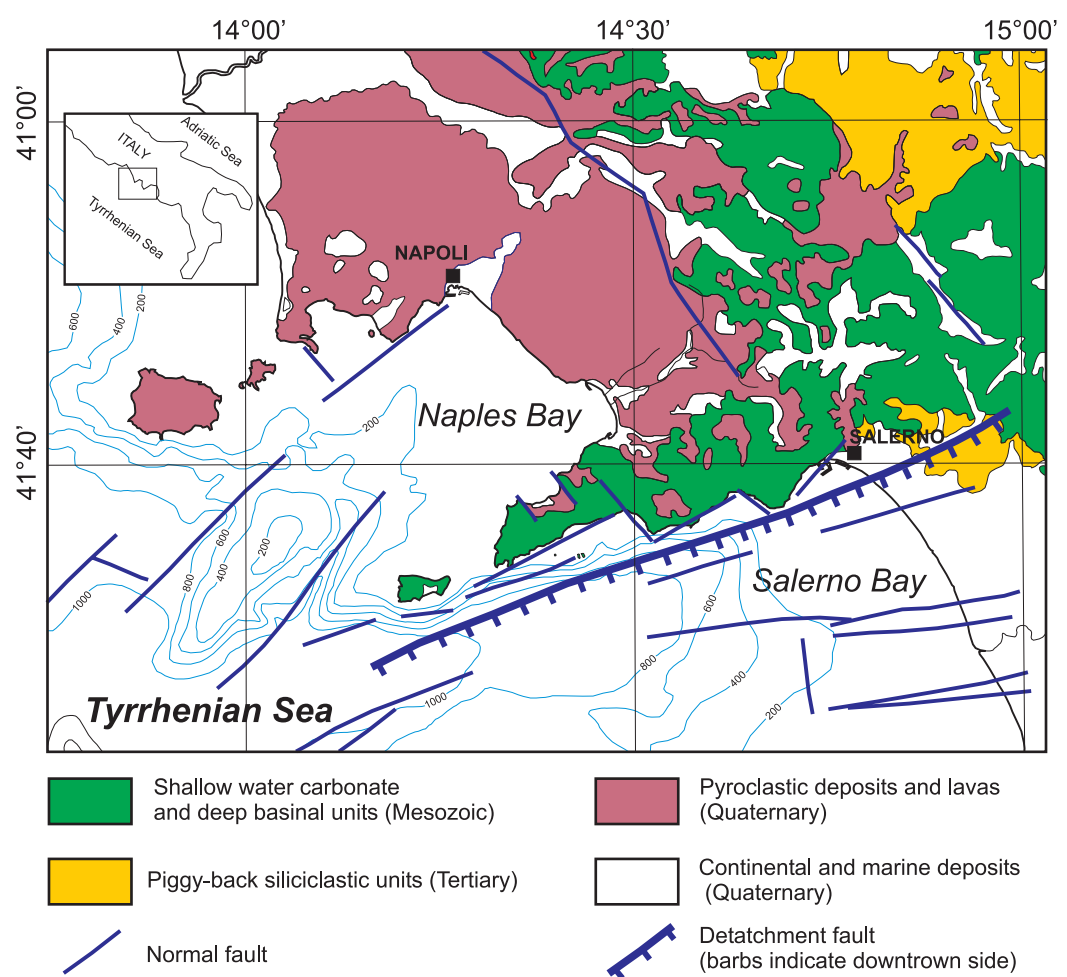 14°00'
14°30'
15°00'
41°00'
41°40'
Adriatic Sea
ITALY
Tyrrhenian Sea
NAPOLI
600
400
200
200
Naples Bay
SALERNO
600
200
400
800
1000
Salerno Bay
600
800
400
200
1000
Tyrrhenian Sea
Shallow water carbonate
and deep basinal units (Mesozoic)
Pyroclastic deposits and lavas
(Quaternary)
Piggy-back siliciclastic units (Tertiary)
Continental and marine deposits
(Quaternary)
Normal fault
Detatchment fault
(barbs indicate downtrown side)